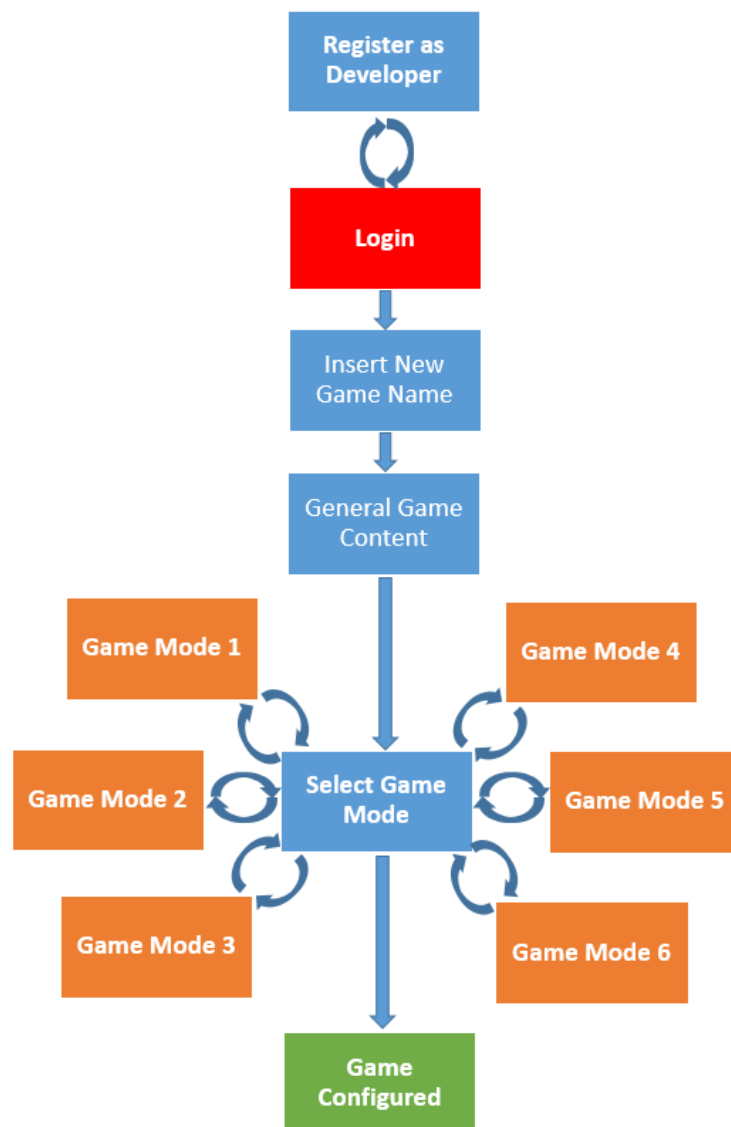 Register as
Developer
Login
Insert New
Game Name
General Game
Content
Game Mode 1
Game Mode 4
Game Mode 2
Select Game
Mode
Game Mode 5
Game Mode 3
Game Mode 6
Game
Configured